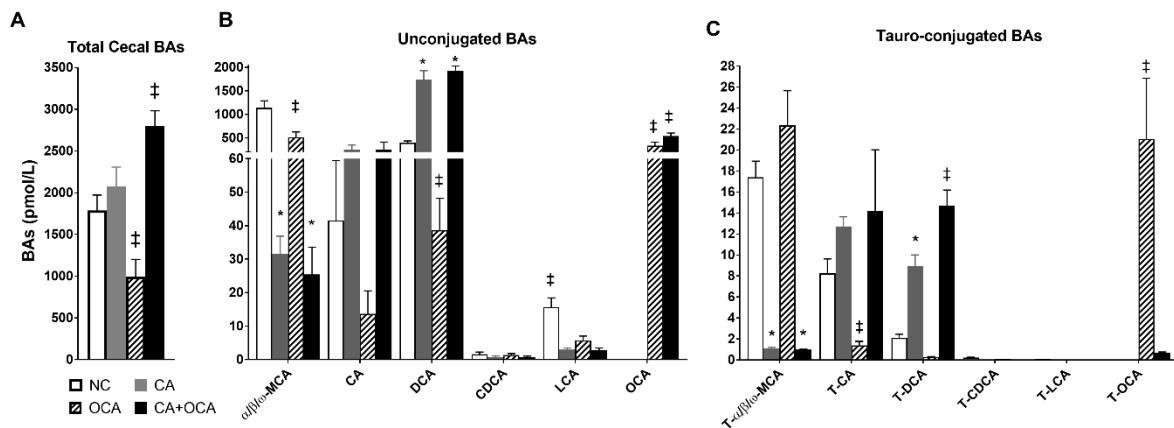 A
Total Cecal BAs
BAs (pmol/L)
3500
3000
2500
2000
1500
1000
500
0
‡
‡
NC
CA
OCA
CA+OCA
B
Unconjugated BAs
2000
1500
1000
500
60
50
40
30
20
10
0
‡
*
*
*
‡
*
‡
‡
‡
α/β/ω-MCA
CA
DCA
CDCA
LCA
OCA
C
Tauro-conjugated BAs
28
26
24
22
20
18
16
14
12
10
8
6
4
2
0
*
*
‡
*
‡
‡
T-α/β/ω-MCA
T-CA
T-DCA
T-CDCA
T-LCA
T-OCA